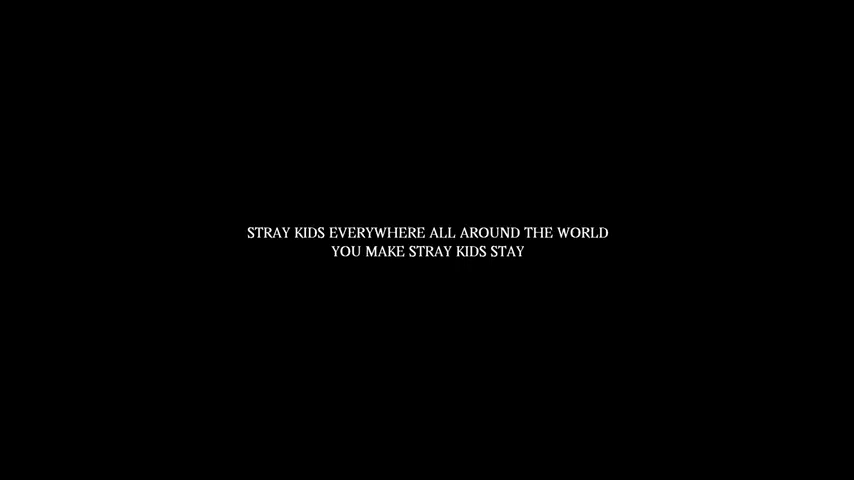 STRAY KIDS EVERYWHERE ALL AROUND THE WORLD
YOU MAKE STRAY KIDS STAY